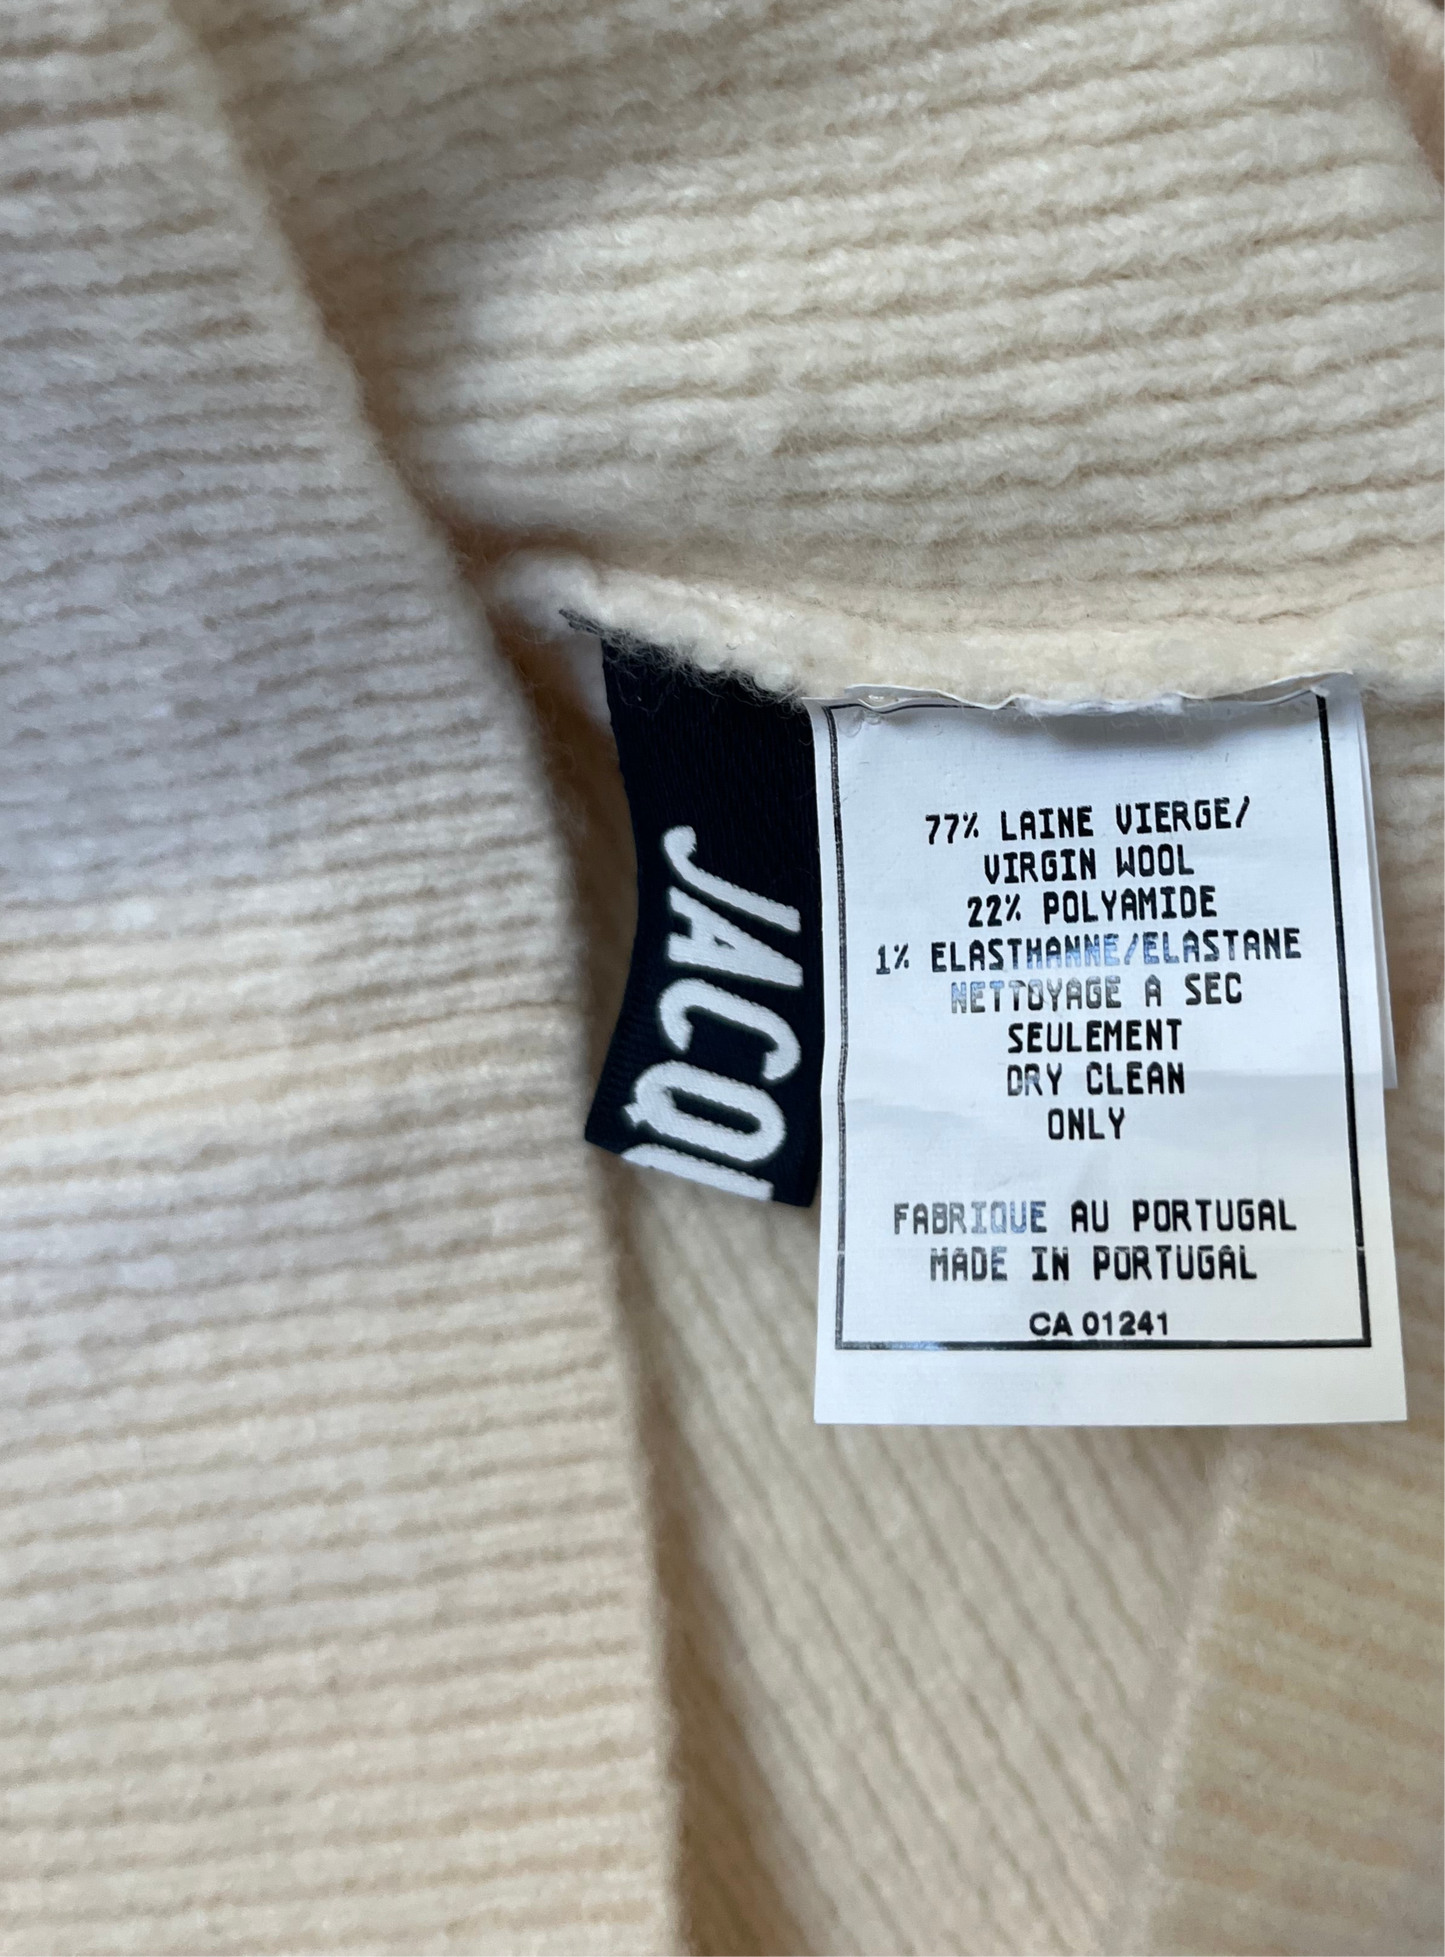 JACQ
77% LAINE VIERGE/
VIRGIN WOOL
22% POLYAMIDE
1% ELASTHANNE/ELASTANE
NETTOYAGE A SEC
SEULEMENT
DRY CLEAN
ONLY
FABRIQUE AU PORTUGAL
MADE IN PORTUGAL
CA 01241